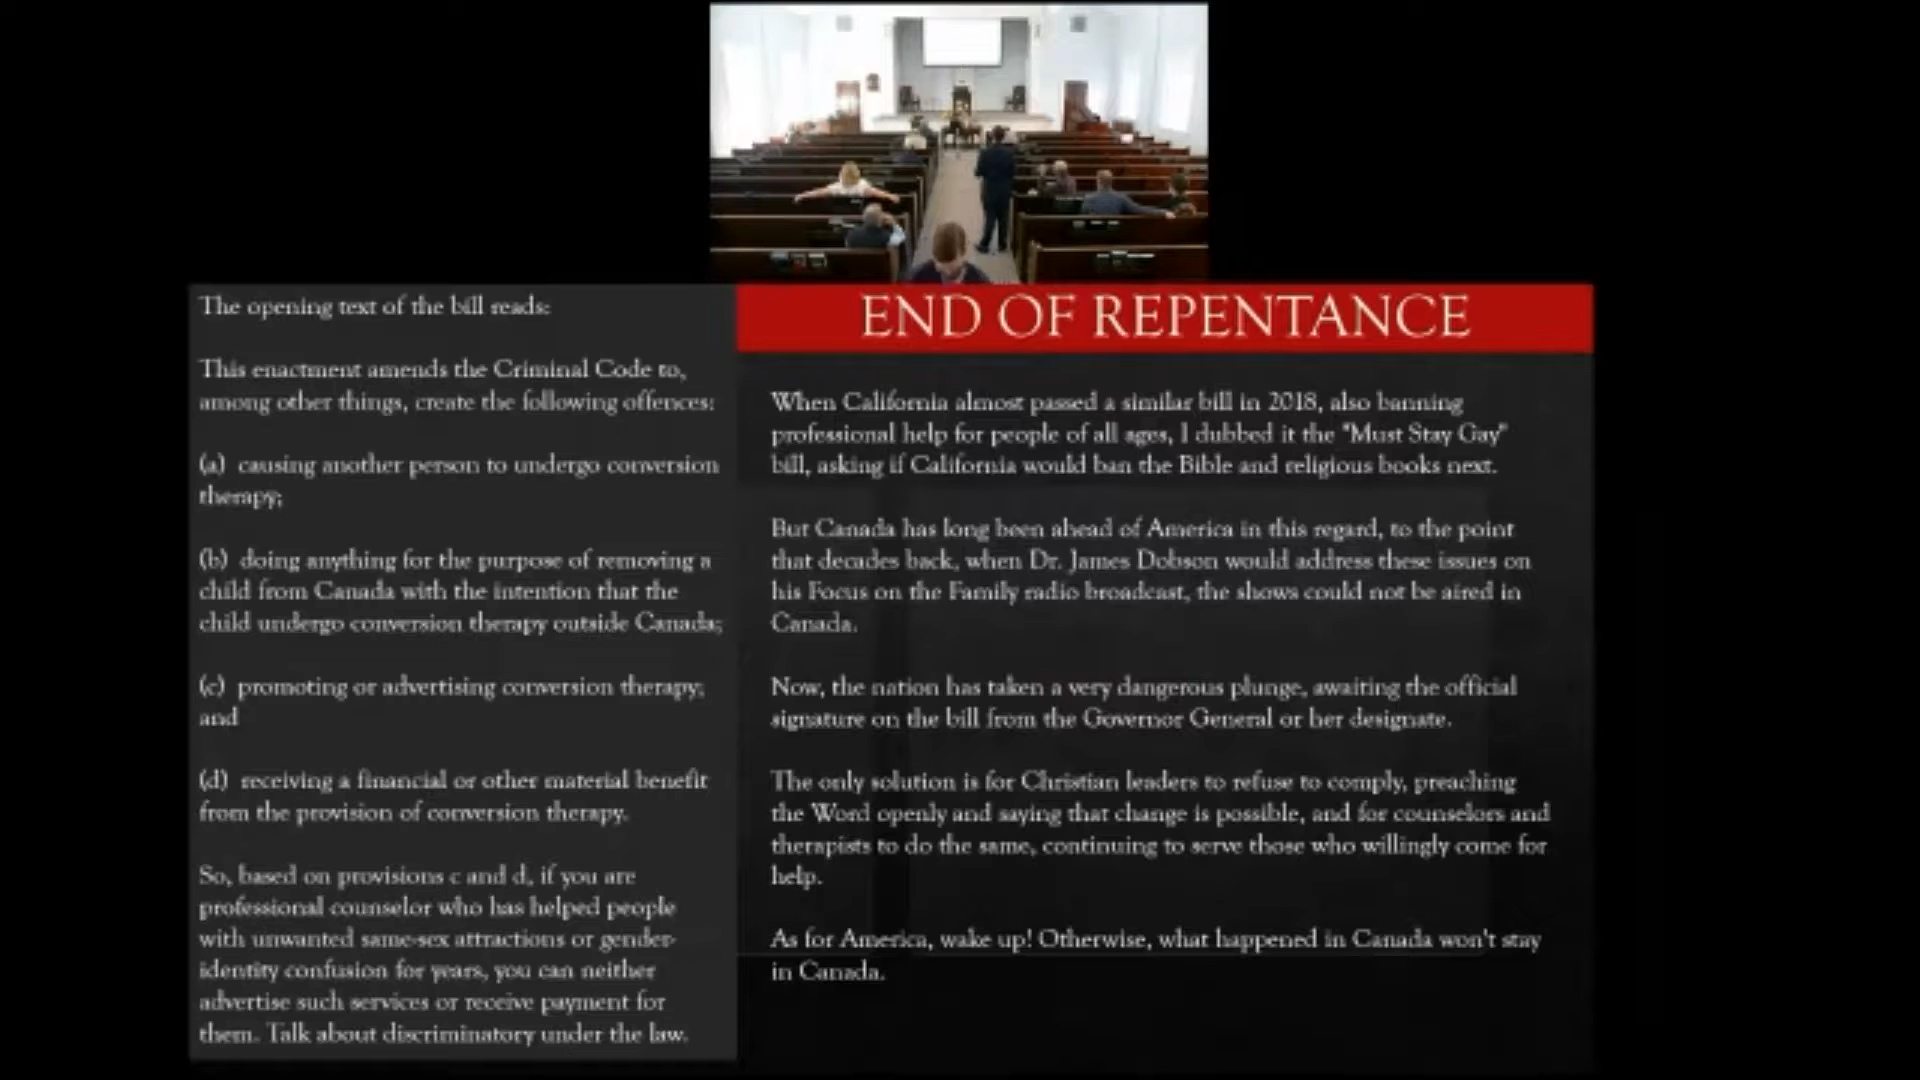 The opening text of the bill reads:
This enactment amends the Criminal Code to,
among other things, create the following offences:
(a) causing another person to undergo conversion
therapy;
(b) doing anything for the purpose of removing a
child from Canada with the intention that the
child undergo conversion therapy outside Canada;
(c) promoting or advertising conversion therapy;
and
(d) receiving a financial or other material benefit
from the provision of conversion therapy.
So, based on provisions c and d, if you are
professional counselor who has helped people
with unwanted same-sex attractions or gender-
identity confusion for years, you can neither
advertise such services or receive payment for
them. Talk about discriminatory under the law.
END OF REPENTANCE
When California almost passed a similar bill in 2018, also banning
professional help for people of all ages, I dubbed it the "Must Stay Gay"
bill, asking if California would ban the Bible and religious books next.
But Canada has long been ahead of America in this regard, to the point
that decades back, when Dr. James Dobson would address these issues on
his Focus on the Family radio broadcast, the shows could not be aired in
Canada.
Now, the nation has taken a very dangerous plunge, awaiting the official
signature on the bill from the Governor General or her designate.
The only solution is for Christian leaders to refuse to comply, preaching
the Word openly and saying that change is possible, and for counselors and
therapists to do the same, continuing to serve those who willingly come for
help.
As for America, wake up! Otherwise, what happened in Canada won't stay
in Canada.